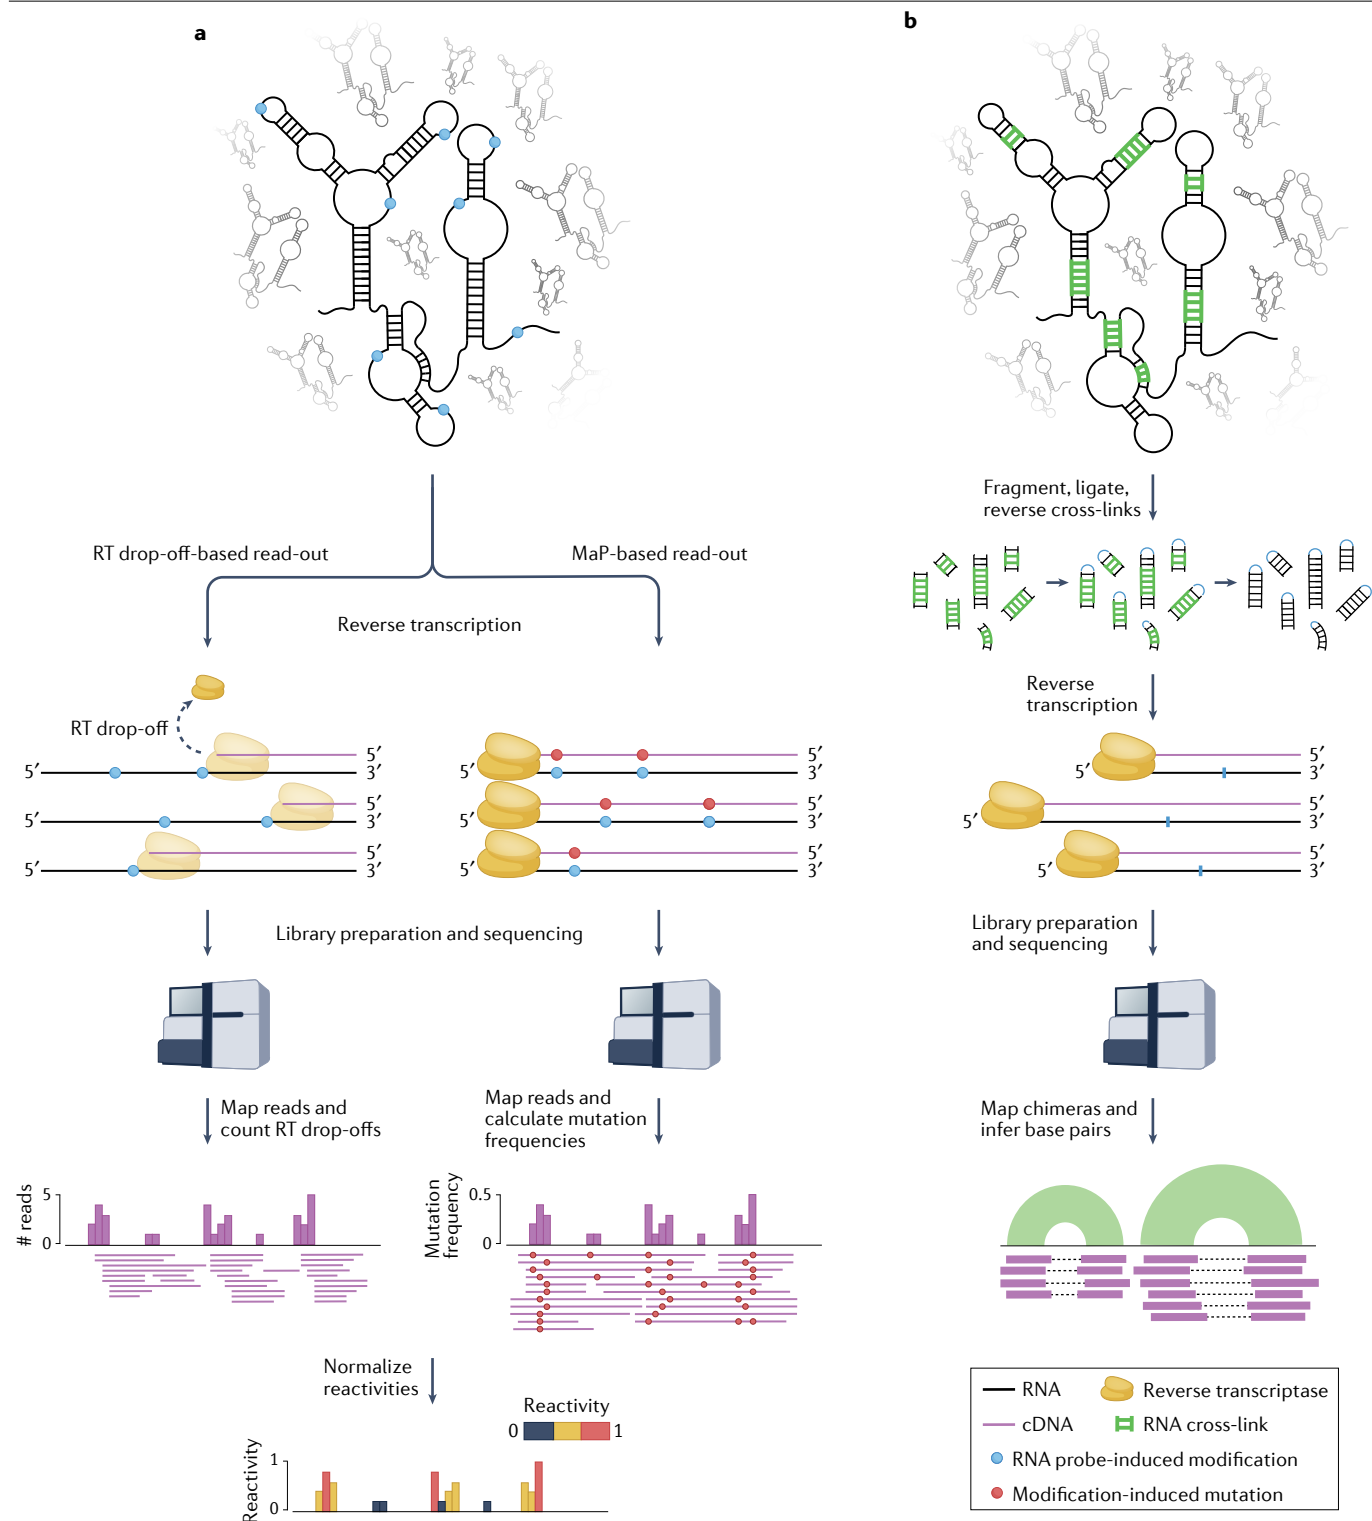 a
RT drop-off-based read-out
MaP-based read-out
Reverse transcription
RT drop-off
5′
5′
3′
5′
5′
3′
5′
5′
3′
5′
5′
3′
5′
5′
3′
5′
5′
3′
Library preparation and sequencing
Map reads and
count RT drop-offs
Map reads and
calculate mutation
frequencies
# reads
5
0
Mutation
frequency
0.5
0
Normalize
reactivities
Reactivity
0
1
Reactivity
1
0
b
Fragment, ligate,
reverse cross-links
Reverse
transcription
5′
5′
3′
5′
5′
3′
5′
5′
3′
Library preparation
and sequencing
Map chimeras and
infer base pairs
RNA
Reverse transcriptase
cDNA
RNA cross-link
RNA probe-induced modification
Modification-induced mutation